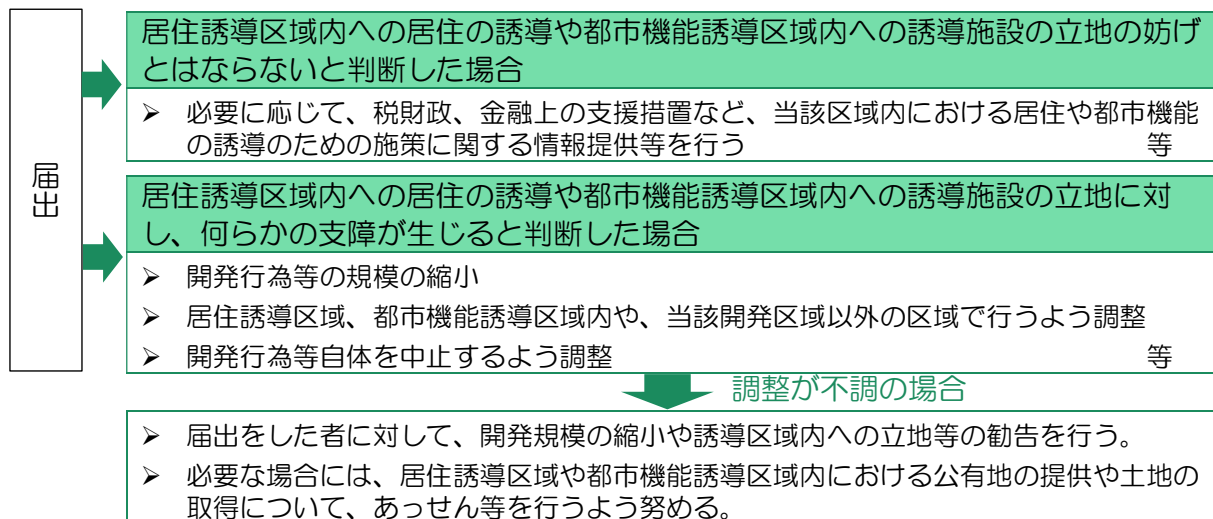 届出
居住誘導区域内への居住の誘導や都市機能誘導区域内への誘導施設の立地の妨げ
とはならないと判断した場合
➢ 必要に応じて、税財政、金融上の支援措置など、当該区域内における居住や都市機能
の誘導のための施策に関する情報提供等を行う 等
居住誘導区域内への居住の誘導や都市機能誘導区域内への誘導施設の立地に対
し、何らかの支障が生じると判断した場合
➢ 開発行為等の規模の縮小
➢ 居住誘導区域、都市機能誘導区域内や、当該開発区域以外の区域で行うよう調整
➢ 開発行為等自体を中止するよう調整 等
調整が不調の場合
➢ 届出をした者に対して、開発規模の縮小や誘導区域内への立地等の勧告を行う。
➢ 必要な場合には、居住誘導区域や都市機能誘導区域内における公有地の提供や土地の
取得について、あっせん等を行うよう努める。